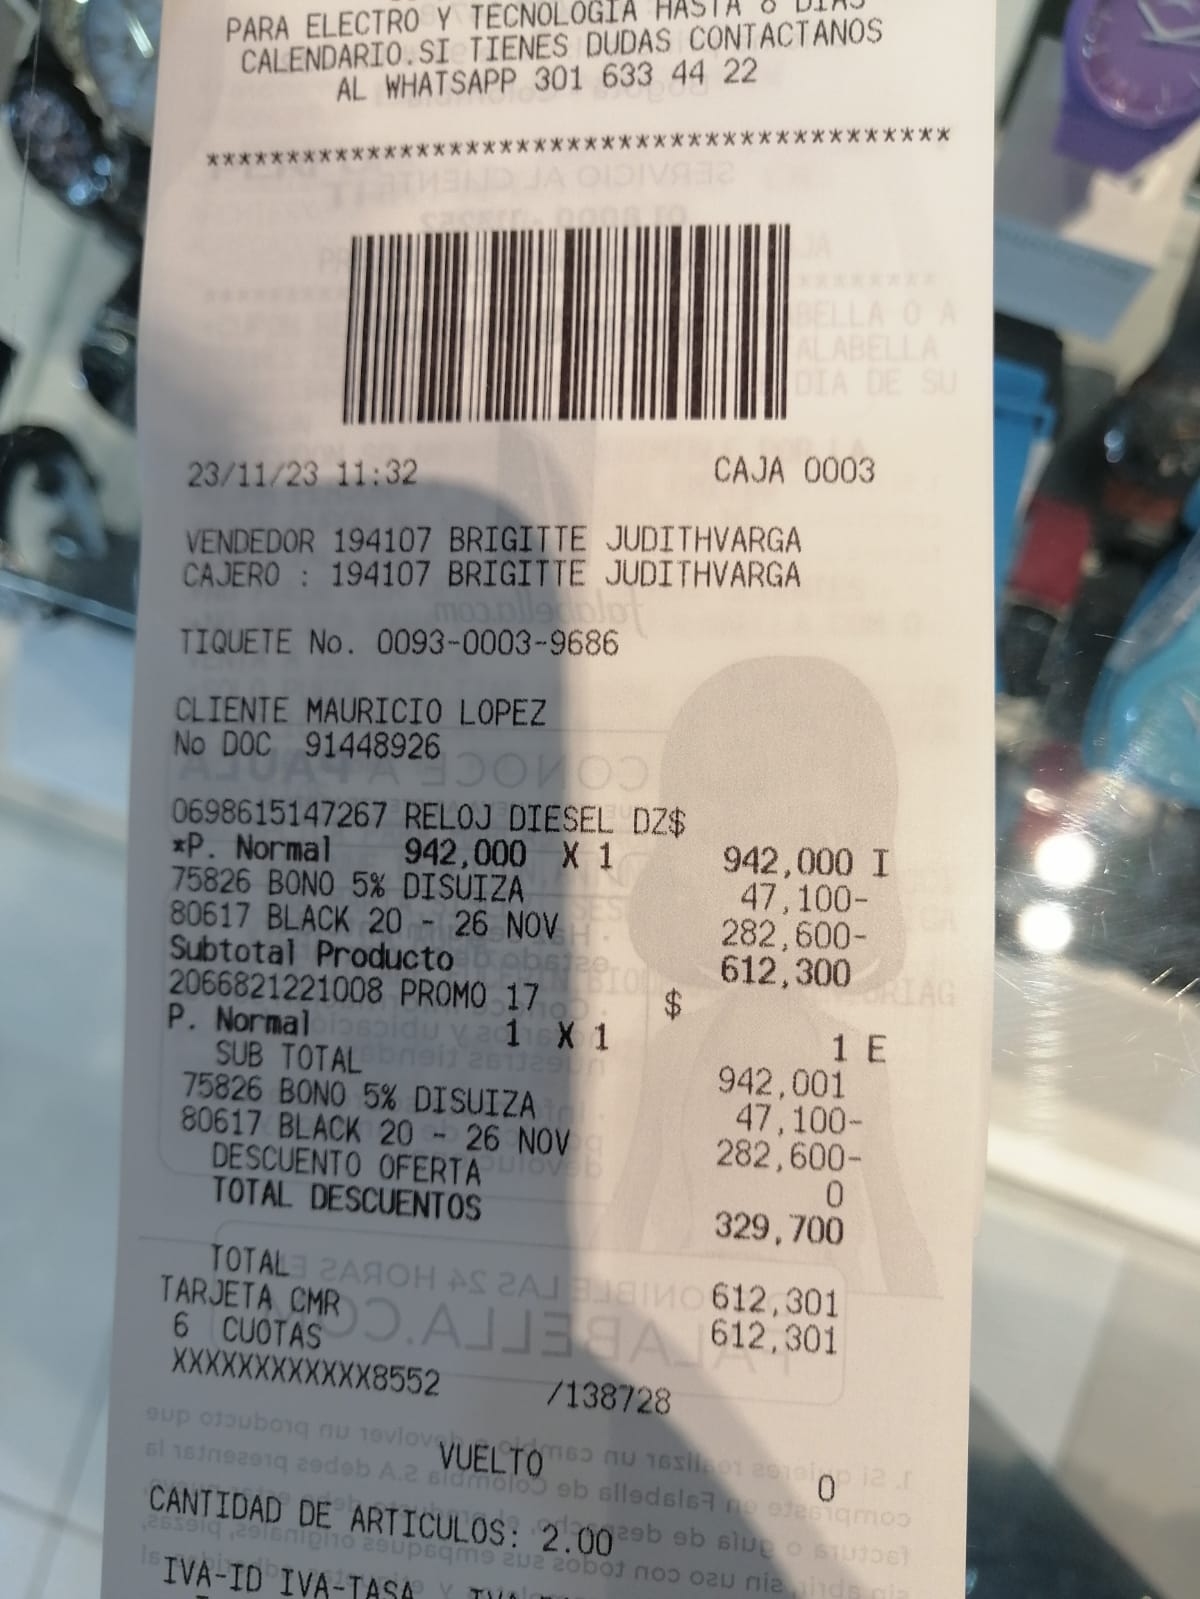 PARA ELECTRO Y TECNOLOGIA HASTA 8 DIAS
CALENDARIO.SI TIENES DUDAS CONTACTANOS
AL WHATSAPP 301 633 44 22
***********************************************
23/11/23 11:32 CAJA 0003
VENDEDOR 194107 BRIGITTE JUDITHVARGA
CAJERO : 194107 BRIGITTE JUDITHVARGA
TIQUETE No. 0093-0003-9686
CLIENTE MAURICIO LOPEZ
No DOC 91448926
0698615147267 RELOJ DIESEL DZ$
*P. Normal 942,000 X 1 942,000 I
75826 BONO 5% DISUIZA 47,100-
80617 BLACK 20 - 26 NOV 282,600-
Subtotal Producto 612,300
2066821221008 PROMO 17 $
P. Normal 1 X 1 1 E
SUB TOTAL 942,001
75826 BONO 5% DISUIZA 47,100-
80617 BLACK 20 - 26 NOV 282,600-
DESCUENTO OFERTA 0
TOTAL DESCUENTOS 329,700
TOTAL 612,301
TARJETA CMR 612,301
6 CUOTAS
XXXXXXXXXXXX8552 /138728
VUELTO 0
CANTIDAD DE ARTICULOS: 2.00
IVA-ID IVA-TASA